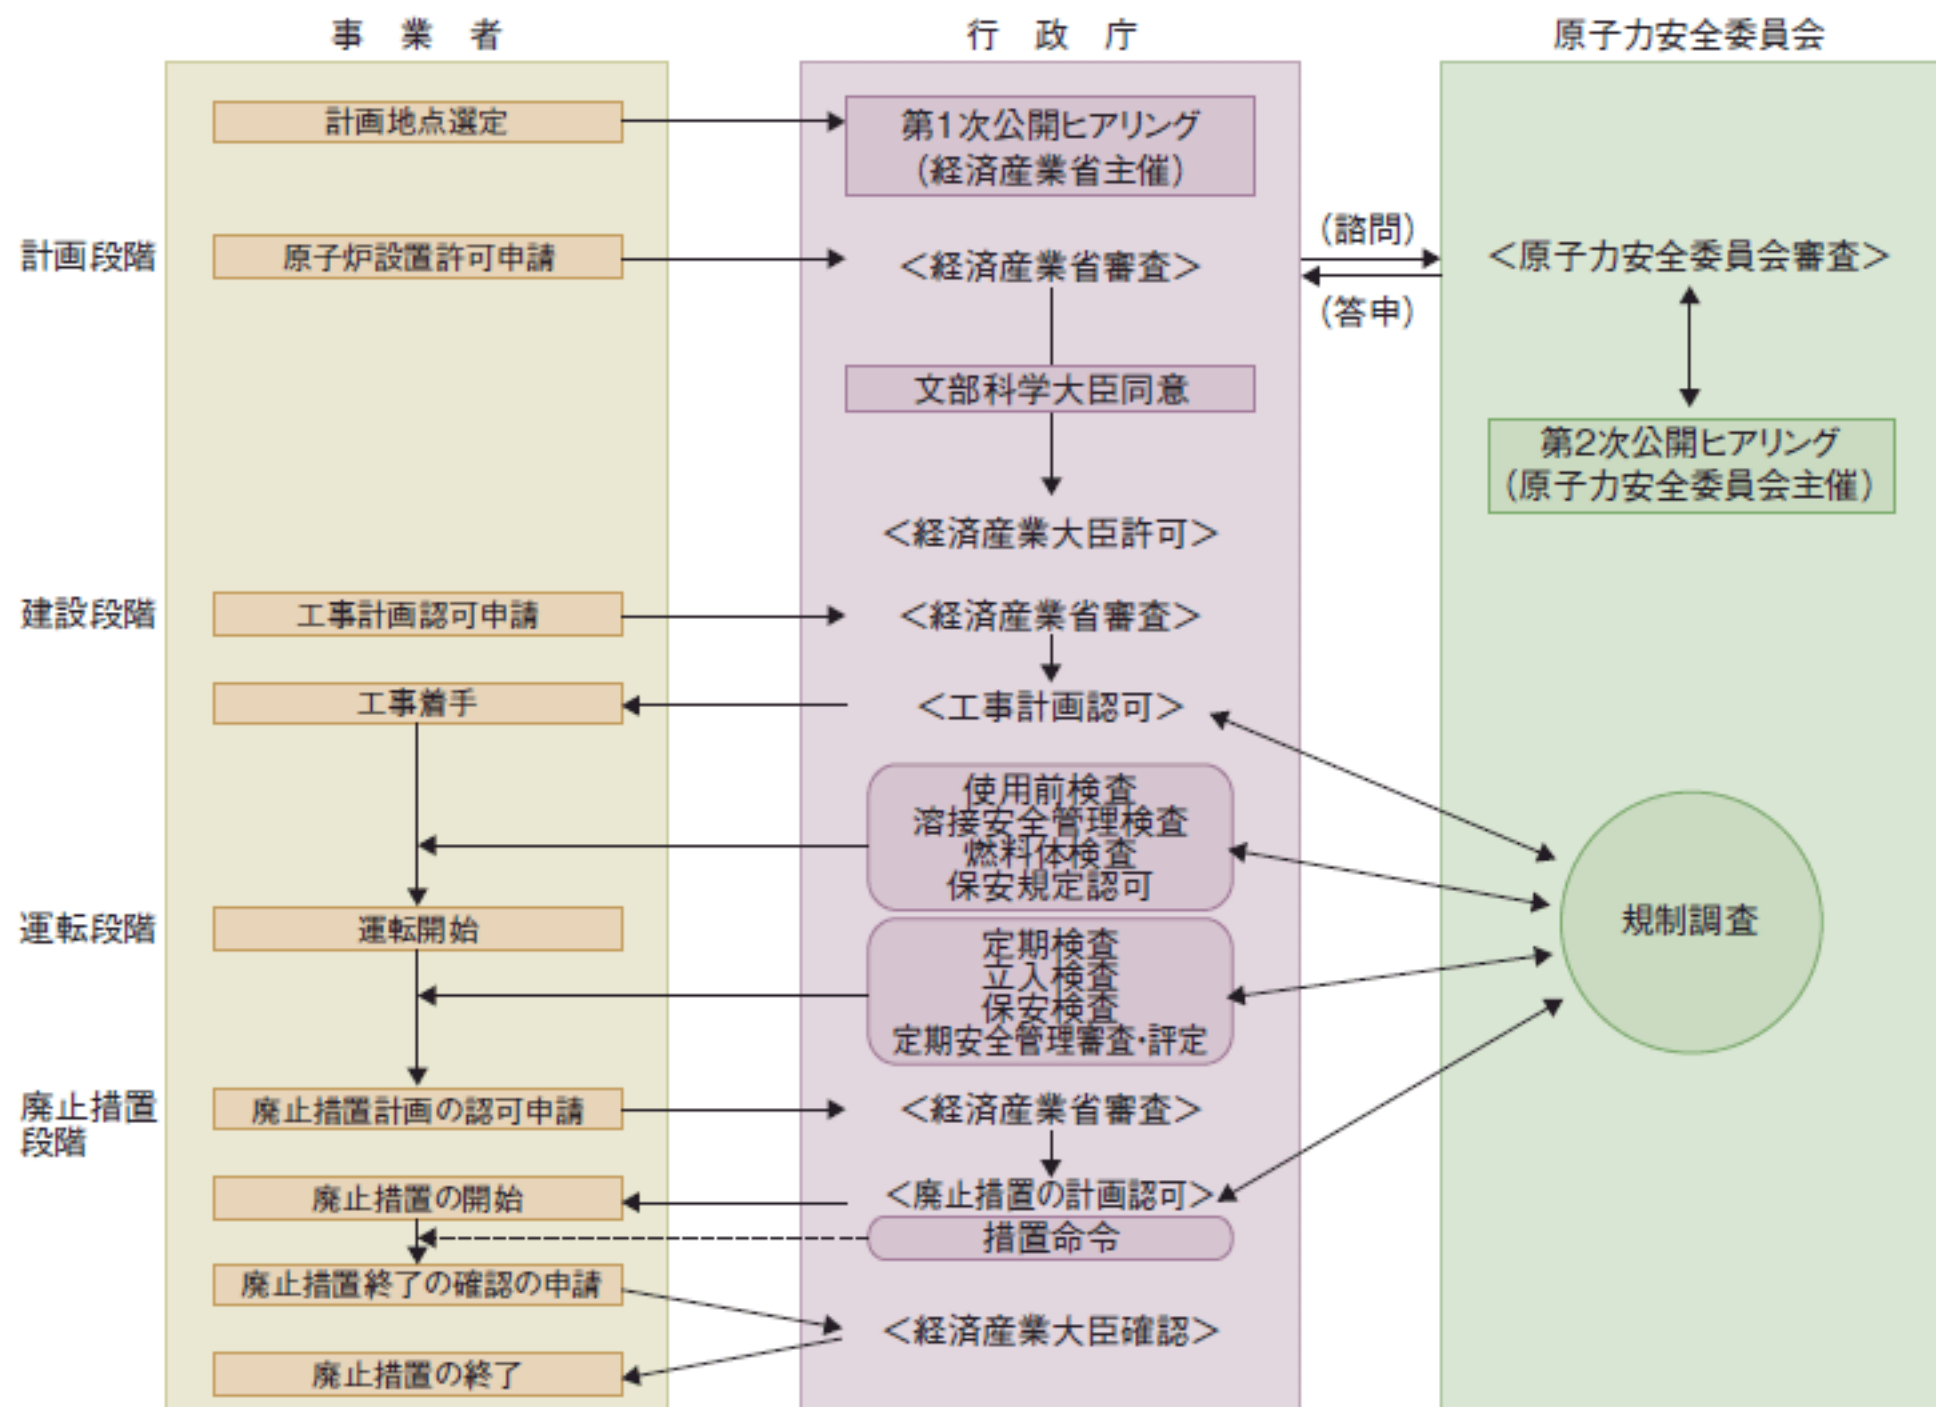 事 業 者
行 政 庁
原子力安全委員会
計画地点選定
第1次公開ヒアリング
(経済産業省主催)
計画段階
原子炉設置許可申請
＜経済産業省審査＞
(諮問)
(答申)
＜原子力安全委員会審査＞
文部科学大臣同意
第2次公開ヒアリング
(原子力安全委員会主催)
＜経済産業大臣許可＞
建設段階
工事計画認可申請
＜経済産業省審査＞
工事着手
＜工事計画認可＞
使用前検査
溶接安全管理検査
燃料体検査
保安規定認可
規制調査
運転段階
運転開始
定期検査
立入検査
保安検査
定期安全管理審査・評定
廃止措置
段階
廃止措置計画の認可申請
＜経済産業省審査＞
廃止措置の開始
＜廃止措置の計画認可＞
措置命令
廃止措置終了の確認の申請
＜経済産業大臣確認＞
廃止措置の終了